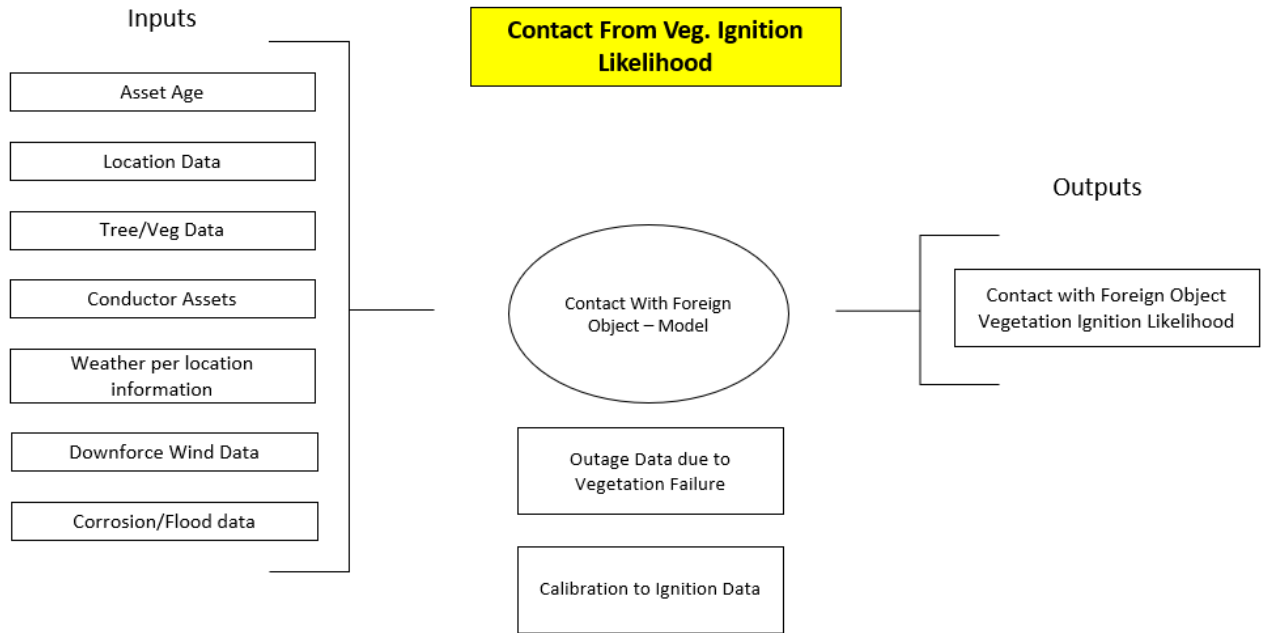 Inputs
Contact From Veg. Ignition
Likelihood
Asset Age
Location Data
Tree/Veg Data
Conductor Assets
Weather per location
information
Downforce Wind Data
Corrosion/Flood data
Contact With Foreign
Object – Model
Outage Data due to
Vegetation Failure
Calibration to Ignition Data
Outputs
Contact with Foreign Object
Vegetation Ignition Likelihood